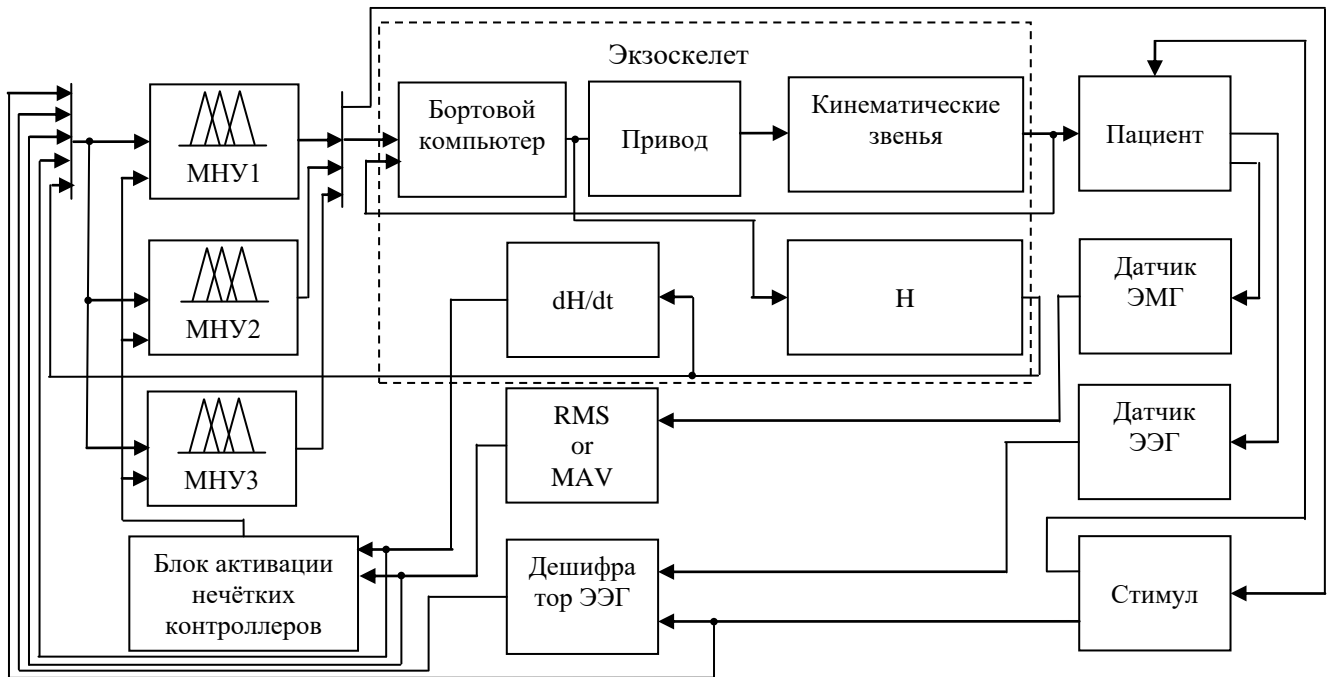 Экзоскелет
МНУ1
Бортовой
компьютер
Привод
Кинематические
звенья
Пациент
МНУ2
dH/dt
H
Датчик
ЭМГ
МНУ3
RMS
or
MAV
Датчик
ЭЭГ
Блок активации
нечётких
контроллеров
Дешифра
тор ЭЭГ
Стимул